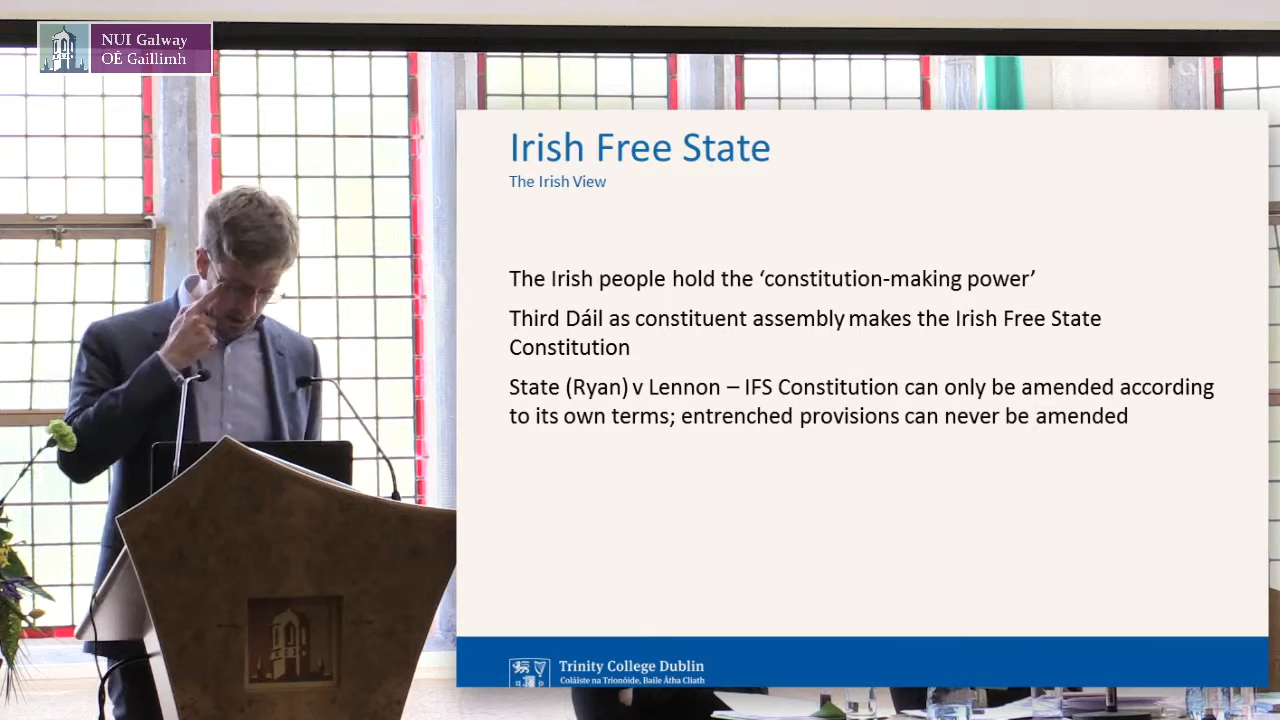 NUI Galway
OÉ Gaillimh
Irish Free State
The Irish View
The Irish people hold the ‘constitution-making power’
Third Dáil as constituent assembly makes the Irish Free State
Constitution
State (Ryan) v Lennon – IFS Constitution can only be amended according
to its own terms; entrenched provisions can never be amended
Trinity College Dublin
Coláiste na Tríonóide, Baile Átha Cliath